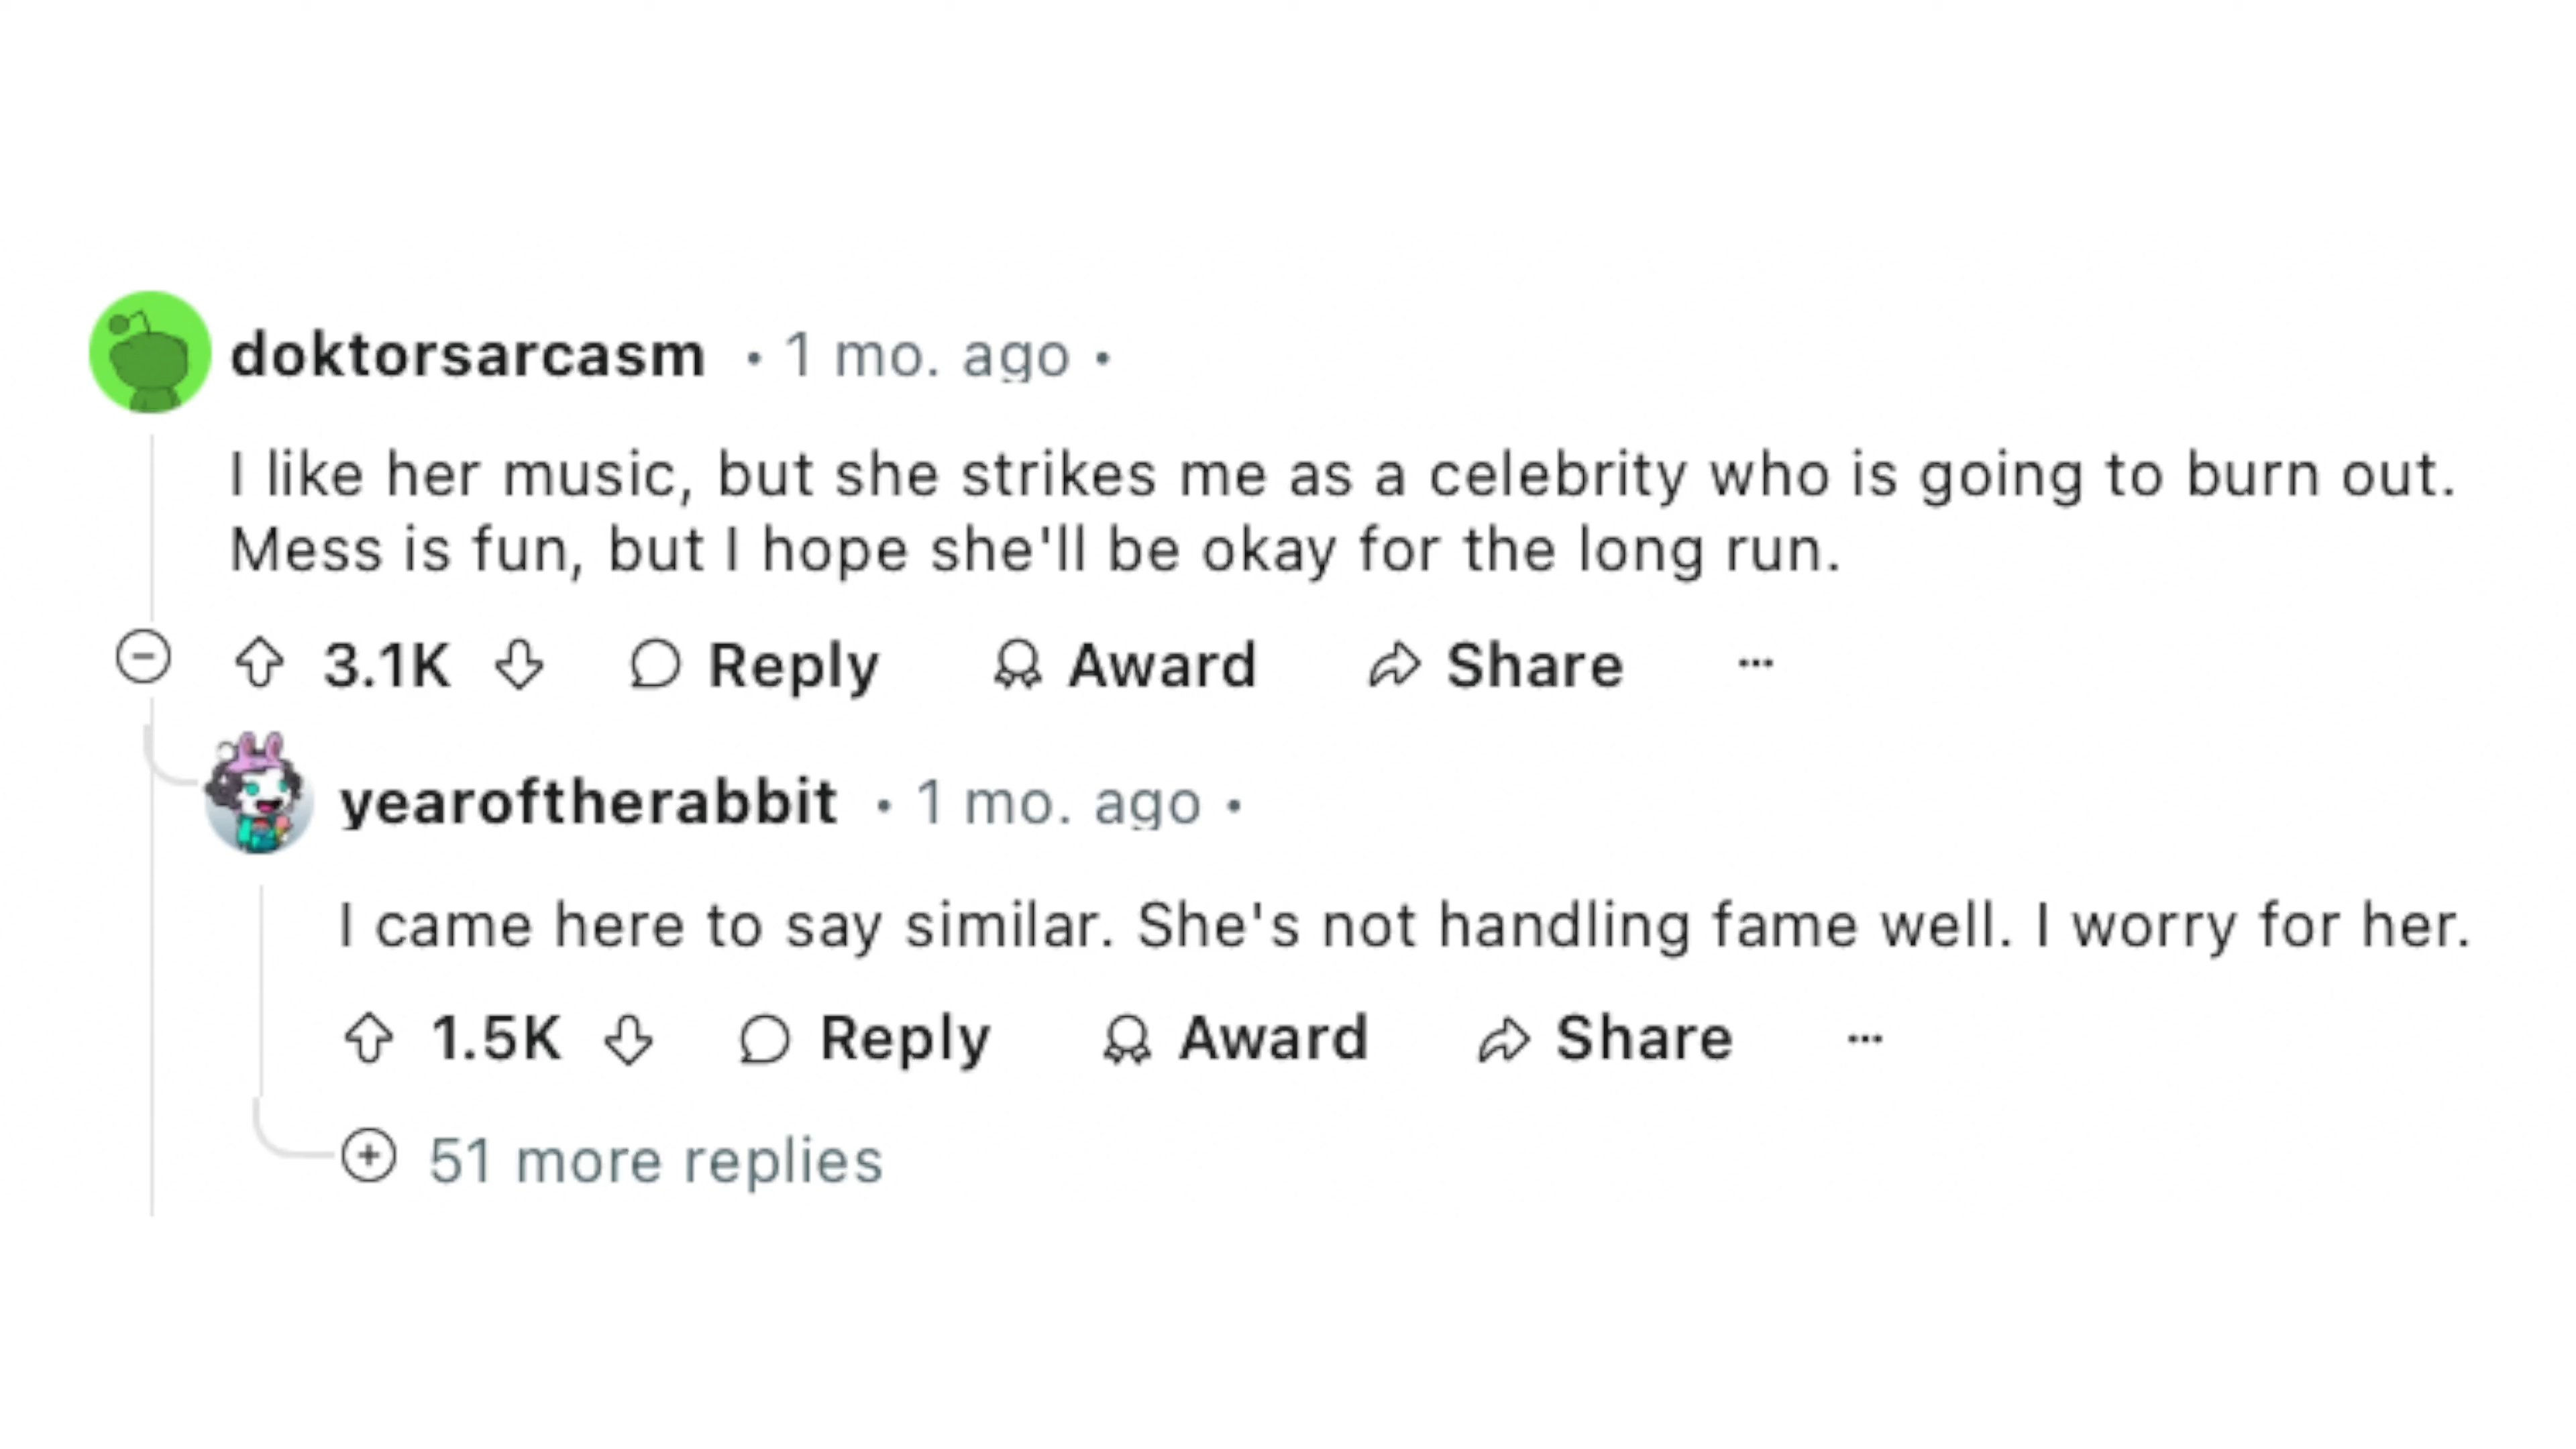 doktorsarcasm • 1 mo. ago •
I like her music, but she strikes me as a celebrity who is going to burn out.
Mess is fun, but I hope she'll be okay for the long run.
3.1K Reply Award Share ...
yearoftherabbit • 1 mo. ago •
I came here to say similar. She's not handling fame well. I worry for her.
1.5K Reply Award Share ...
51 more replies